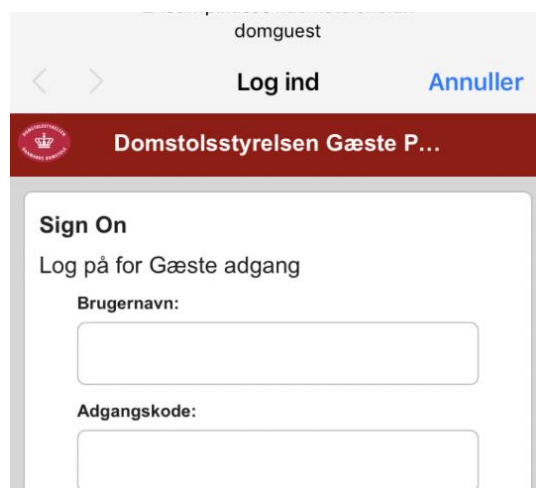 domguest
Log ind
Annuller
Domstolsstyrelsen Gæste P...
Sign On
Log på for Gæste adgang
Brugernavn:
Adgangskode: